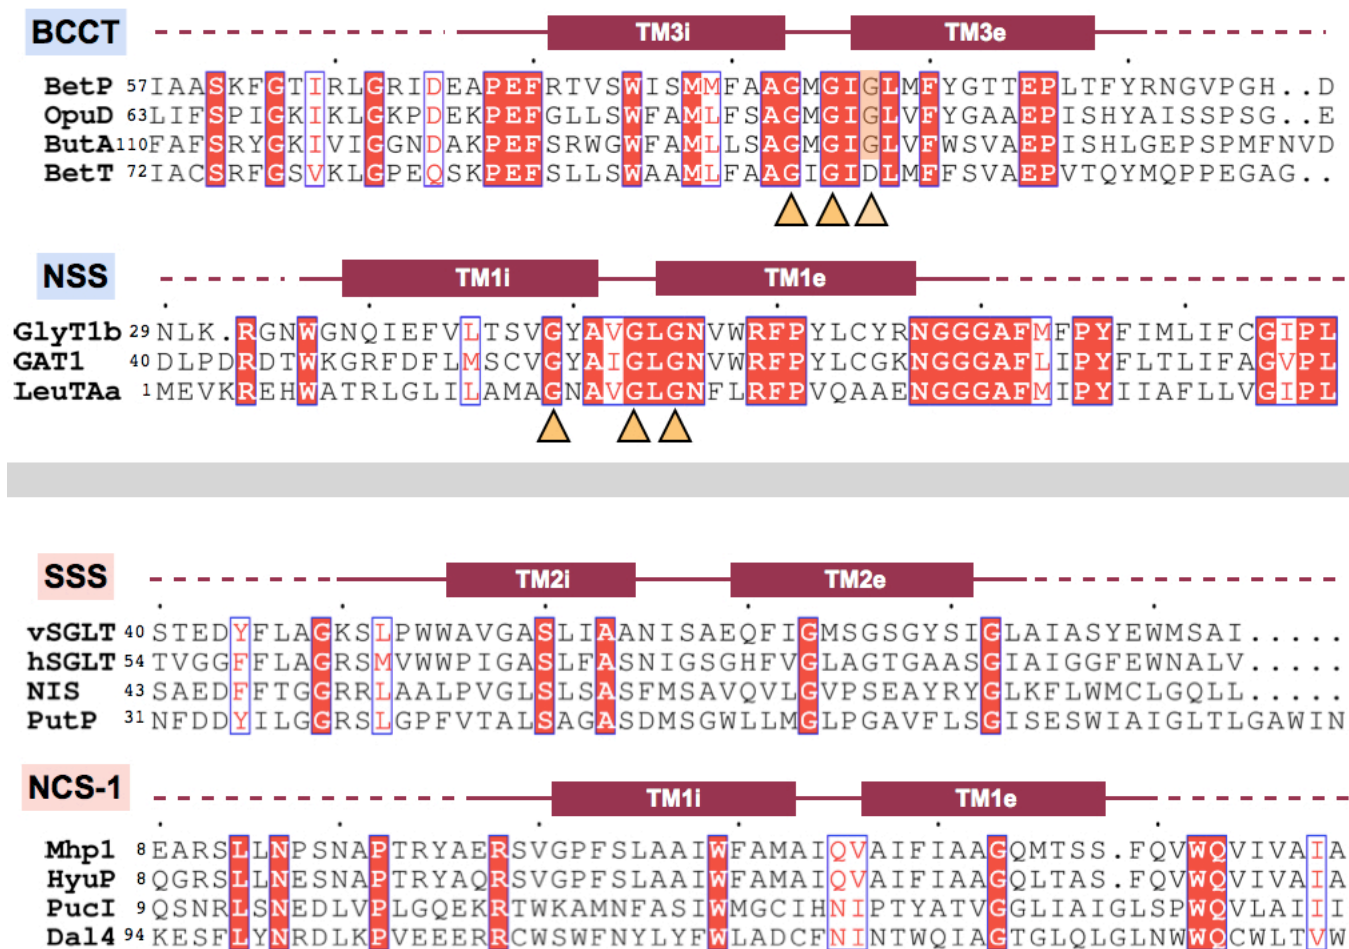 BCCT TM3i TM3e
BetP 57 IAASKFGTIRLGRIDEAPEFRTVSWISMMFAAGMGIGLMFYGTTEPLTFYRNGVPGH..D
OpuD 63 LIFSPIGKIKLGKPDEKPEFGLLSWFAMLFSAGMGIGLVFYGAAEPISHYAISSPSG..E
ButA 110 FAFSRYGKIVIGGNDAKPEFSRWGWFAMLLSAGMGIGLVFWSVAEPISHLGEPSPMFNVD
BetT 72 IACSRFGSVKLGPEQSKPEFSLLSWAAMLFAAGIGIDLMFFSVAEPVTQYMQPPEGAG..
NSS TM1i TM1e
GlyT1b 29 NLK.RGNWGNQIEFVLTSVGYAVGLGNVWRFPYLCYRNGGGAFMFPYFIMLIFCGIPL
GAT1 40 DLPDRDTWKGRFDFLMSCVGYAIGLGNVWRFPYLCGKNGGGAFLIPYFLTLIFAGVPL
LeuTAa 1 MEVKREHWATRLGLILAMAGNAVGLGNFLRFPVQAAENGGGAFMIPYIIAFLLVGIPL
SSS TM2i TM2e
vSGLT 40 STEDYFLAGKSLPWWAVGASLIAANISAEQFIGMSGSGYSIGLAIASYEWMSAI.....
hSGLT 54 TVGGFFLAGRSMVWWPIGASLFASNIGSGHFVGLAGTGAASGIAIGGFEWNALV.....
NIS 43 SAEDFFTGGRRLAALPVGLSLSASFMSAVQVLGVPSEAYRYGLKFLWMCLGQLL.....
PutP 31 NFDDYILGGRSLGPFVTALSAGASDMSGWLLMGLPGAVFLSGISESWIAIGLTLGAWIN
NCS-1 TM1i TM1e
Mhp1 8 EARSLLNPSNAPTRYAERSVGPFSLAAIWFAMAIQVAIFIAAGQMTSS.FQVWQVIVAIA
HyuP 8 QGRSLLNESNAPTRYAQRSVGPFSLAAIWFAMAIQVAIFIAAGQLTAS.FQVWQVIVAIA
PucI 9 QSNRLSNEDLVPLGQEKRTWKAMNFASIWMGCIHNIPTYATVGGLIAIGLSPWQVLAIII
Dal4 94 KESFLYNRDLKPVEEERRCWSWFNYLYFWLADCFNINTWQIAGTGLQLGLNWWQCWLTVW